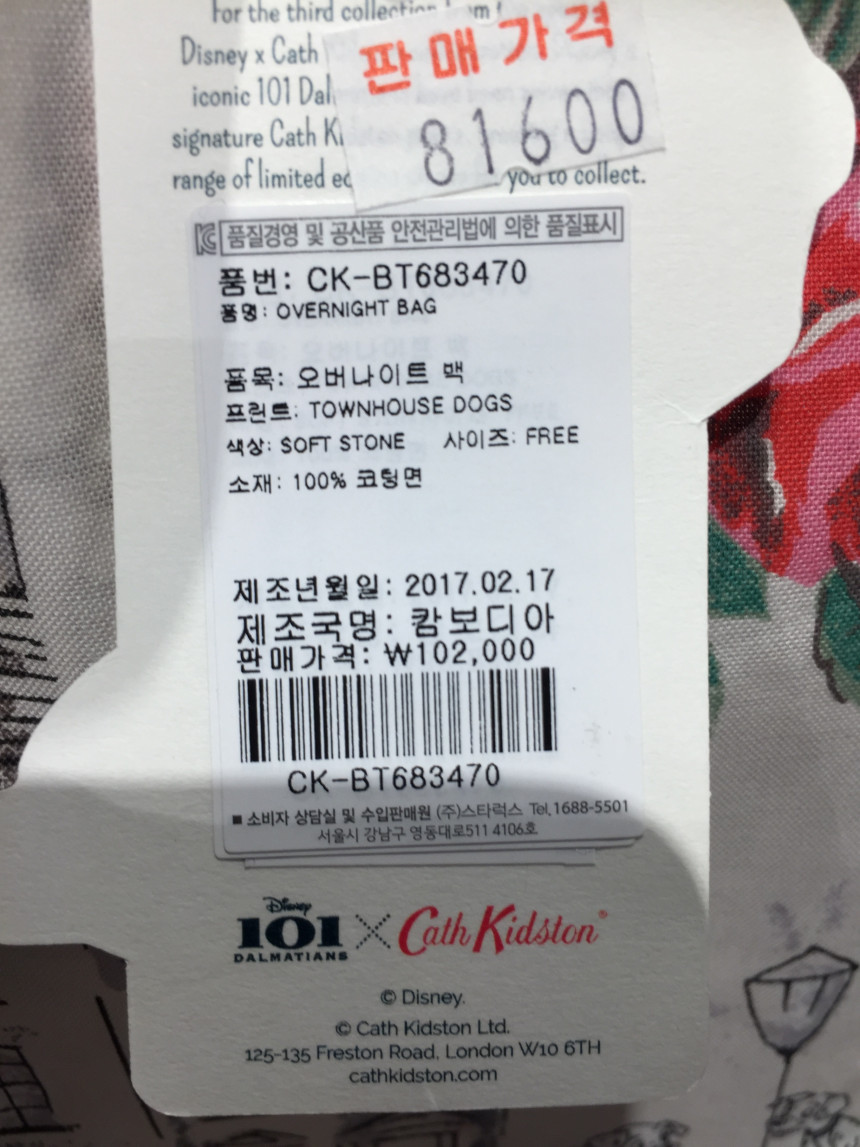 For the third collection from
Disney x Cath
판매가격
iconic 101 Dal
81600
signature Cath Ki
range of limited ed you to collect.
품질경영 및 공산품 안전관리법에 의한 품질표시
품번: CK-BT683470
품명: OVERNIGHT BAG
품목: 오버나이트 백
프린트: TOWNHOUSE DOGS
색상: SOFT STONE 사이즈: FREE
소재: 100% 코팅면
제조년월일: 2017.02.17
제조국명: 캄보디아
판매가격: ₩102,000
CK-BT683470
■ 소비자 상담실 및 수입판매원 (주)스타럭스 Tel.1688-5501
서울시 강남구 영동대로511 4106호
Disney
101 X Cath Kidston®
DALMATIANS
© Disney.
© Cath Kidston Ltd.
125-135 Freston Road, London W10 6TH
cathkidston.com